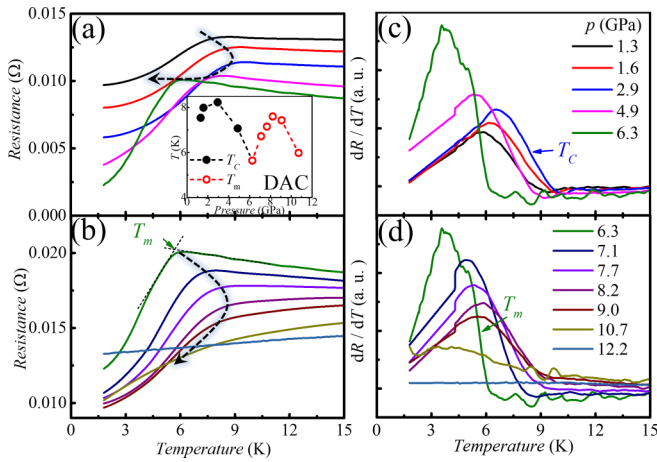 (a)
0.015
0.010
0.005
0.000
Resistance (Ω)
8
6
T (K)
T_C
T_m
DAC
0 2 4 6 8 10 12
Pressure (GPa)
(b)
T_m
0.020
0.015
0.010
Resistance (Ω)
0 3 6 9 12 15
Temperature (K)
(c)
p (GPa)
1.3
1.6
2.9
4.9
6.3
T_C
dR / dT (a. u.)
(d)
6.3
7.1
7.7
8.2
9.0
10.7
12.2
T_m
dR / dT (a. u.)
0 3 6 9 12 15
Temperature (K)